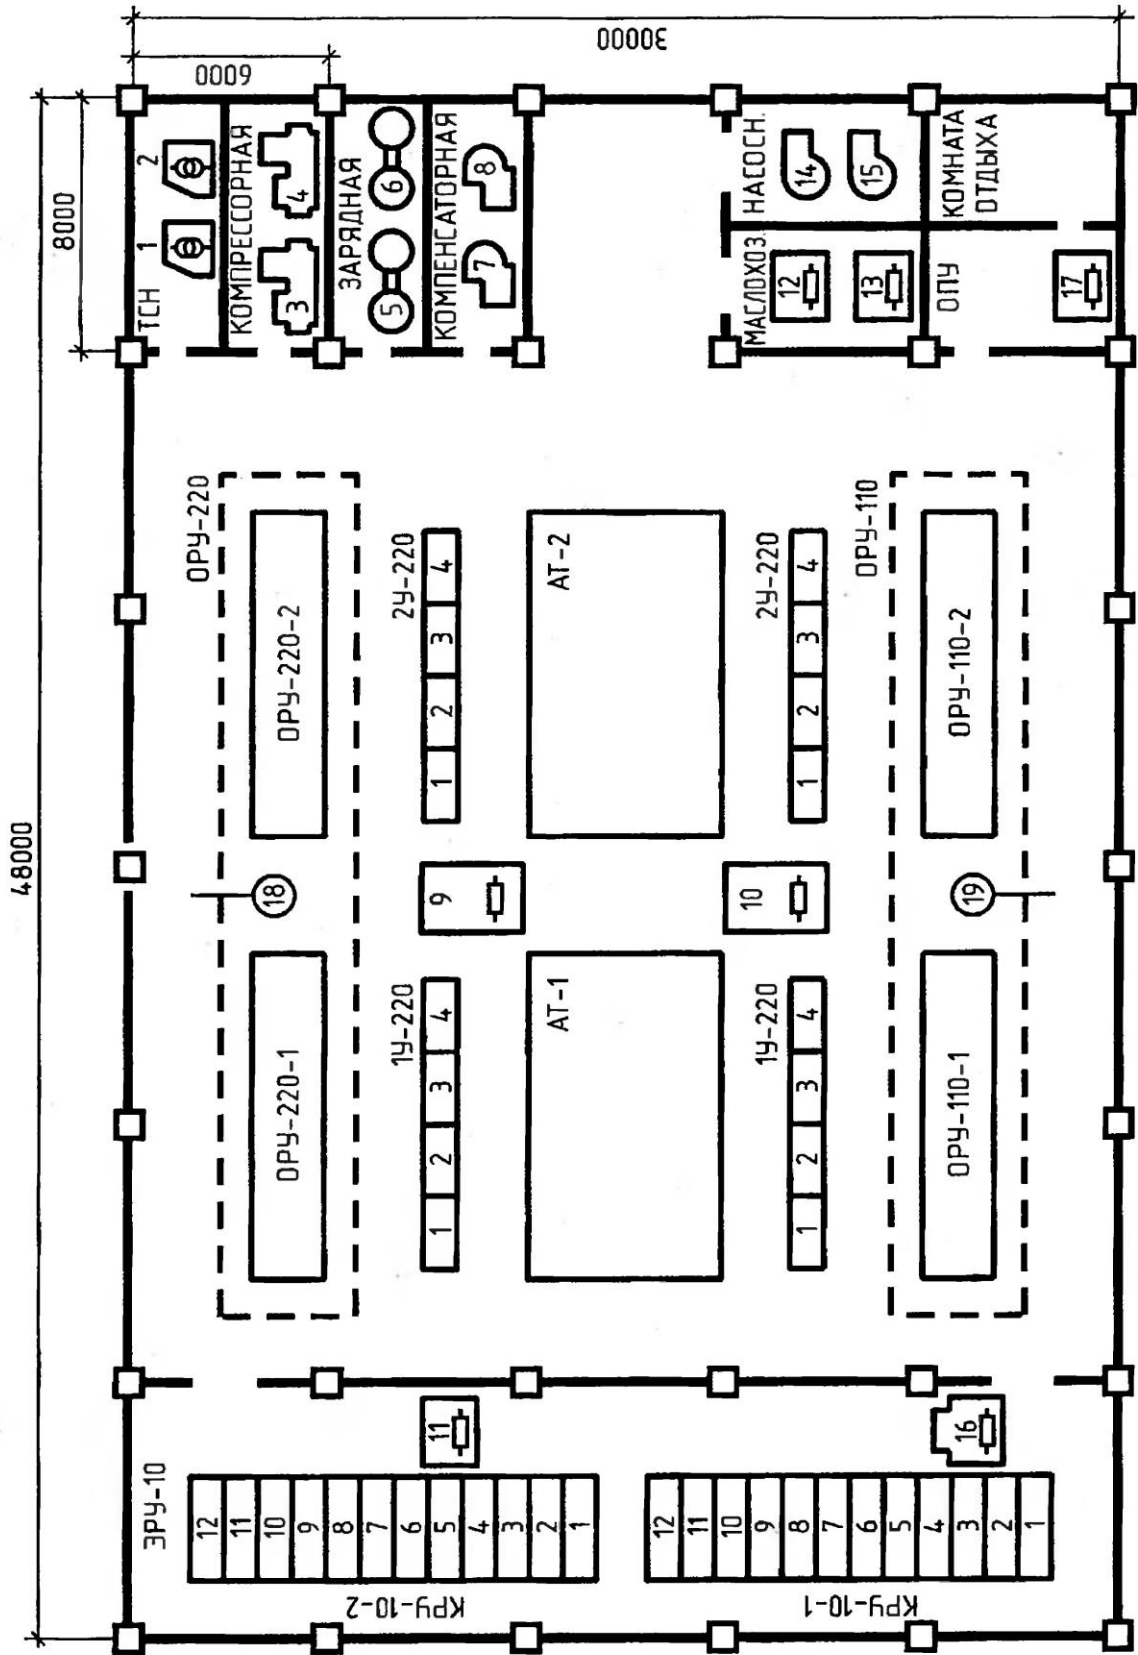 48000
8000
6000
30000
ТСН
1
2
КОМПРЕССОРНАЯ
3
4
ЗАРЯДНАЯ
5
6
КОМПЕНСАТОРНАЯ
7
8
ЗРУ-10
12
11
10
9
8
7
6
5
4
3
2
1
КРУ-10-2
11
12
11
10
9
8
7
6
5
4
3
2
1
КРУ-10-1
16
ОРУ-220
ОРУ-220-1
18
ОРУ-220-2
1У-220
1 2 3 4
2У-220
1 2 3 4
9
АТ-1
АТ-2
10
1У-220
1 2 3 4
2У-220
1 2 3 4
ОРУ-110
ОРУ-110-1
19
ОРУ-110-2
МАСЛОХОЗ.
12
13
НАСОСН.
14
15
ОПУ
17
КОМНАТА
ОТДЫХА